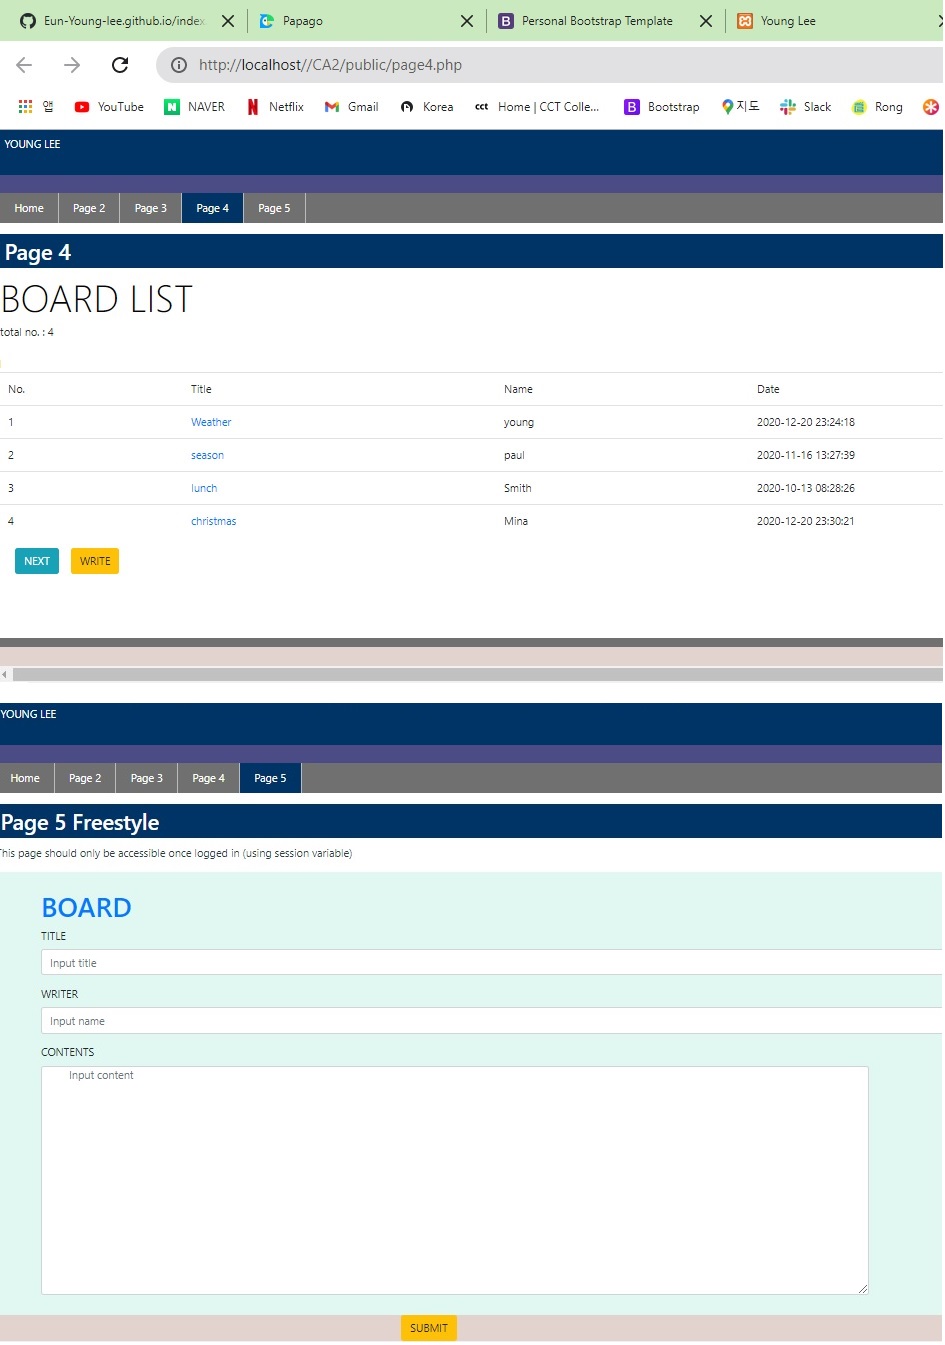 Eun-Young-lee.github.io/index Papago Personal Bootstrap Template Young Lee
http://localhost//CA2/public/page4.php
앱 YouTube NAVER Netflix Gmail Korea cct Home | CCT Colle... Bootstrap 지도 Slack Rong
YOUNG LEE
Home Page 2 Page 3 Page 4 Page 5
Page 4
BOARD LIST
total no. : 4
No. Title Name Date
1 Weather young 2020-12-20 23:24:18
2 season paul 2020-11-16 13:27:39
3 lunch Smith 2020-10-13 08:28:26
4 christmas Mina 2020-12-20 23:30:21
NEXT WRITE
YOUNG LEE
Home Page 2 Page 3 Page 4 Page 5
Page 5 Freestyle
This page should only be accessible once logged in (using session variable)
BOARD
TITLE
Input title
WRITER
Input name
CONTENTS
Input content
SUBMIT